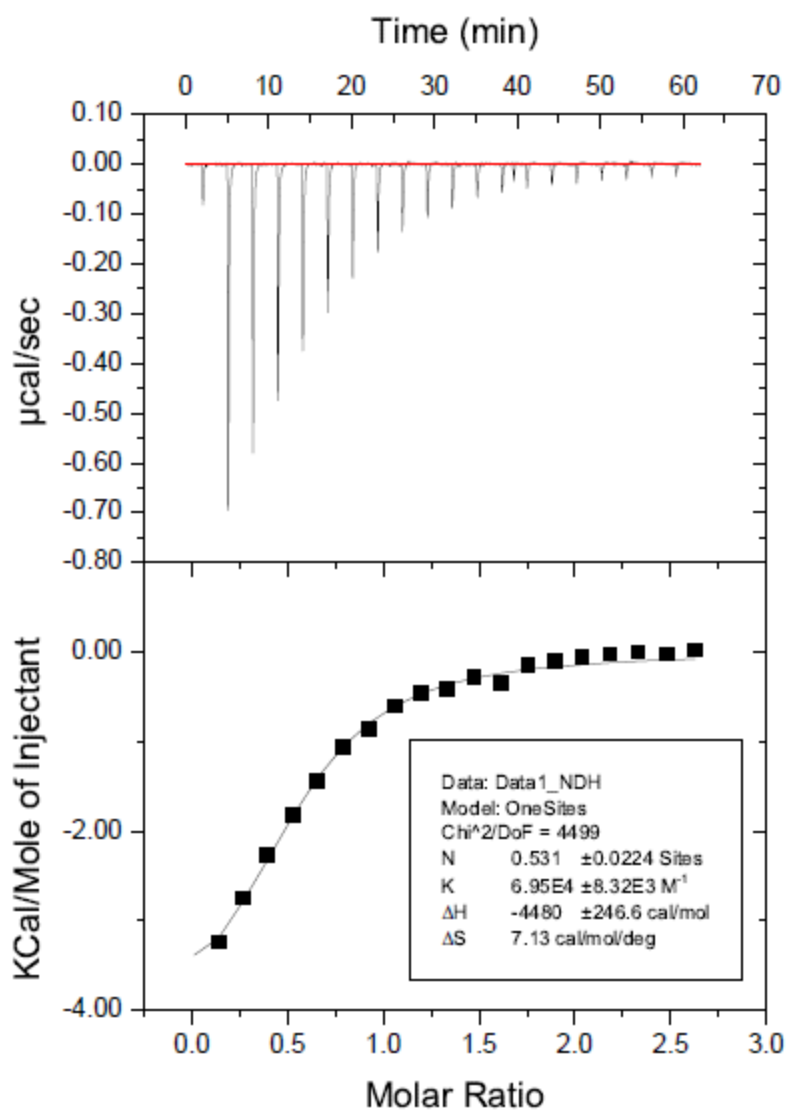 Time (min)
0 10 20 30 40 50 60 70
0.10
0.00
-0.10
-0.20
-0.30
-0.40
-0.50
-0.60
-0.70
-0.80
µcal/sec
0.00
-2.00
-4.00
KCal/Mole of Injectant
Data: Data1_NDH
Model: OneSites
Chi^2/DoF = 4499
N 0.531 ±0.0224 Sites
K 6.95E4 ±8.32E3 M⁻¹
ΔH -4480 ±246.6 cal/mol
ΔS 7.13 cal/mol/deg
0.0 0.5 1.0 1.5 2.0 2.5 3.0
Molar Ratio